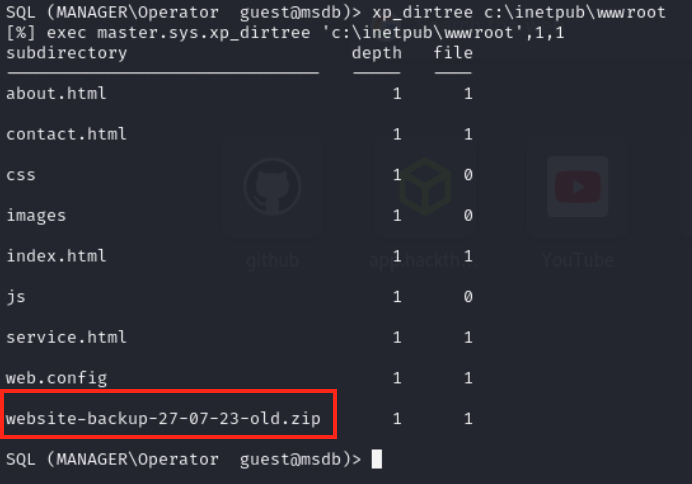 SQL (MANAGER\Operator  guest@msdb)> xp_dirtree c:\inetpub\wwwroot
[%] exec master.sys.xp_dirtree 'c:\inetpub\wwwroot',1,1
subdirectory depth file
about.html 1 1
contact.html 1 1
css 1 0
images 1 0
index.html 1 1
github app.hackth... YouTube
js 1 0
service.html 1 1
web.config 1 1
website-backup-27-07-23-old.zip 1 1
SQL (MANAGER\Operator  guest@msdb)>